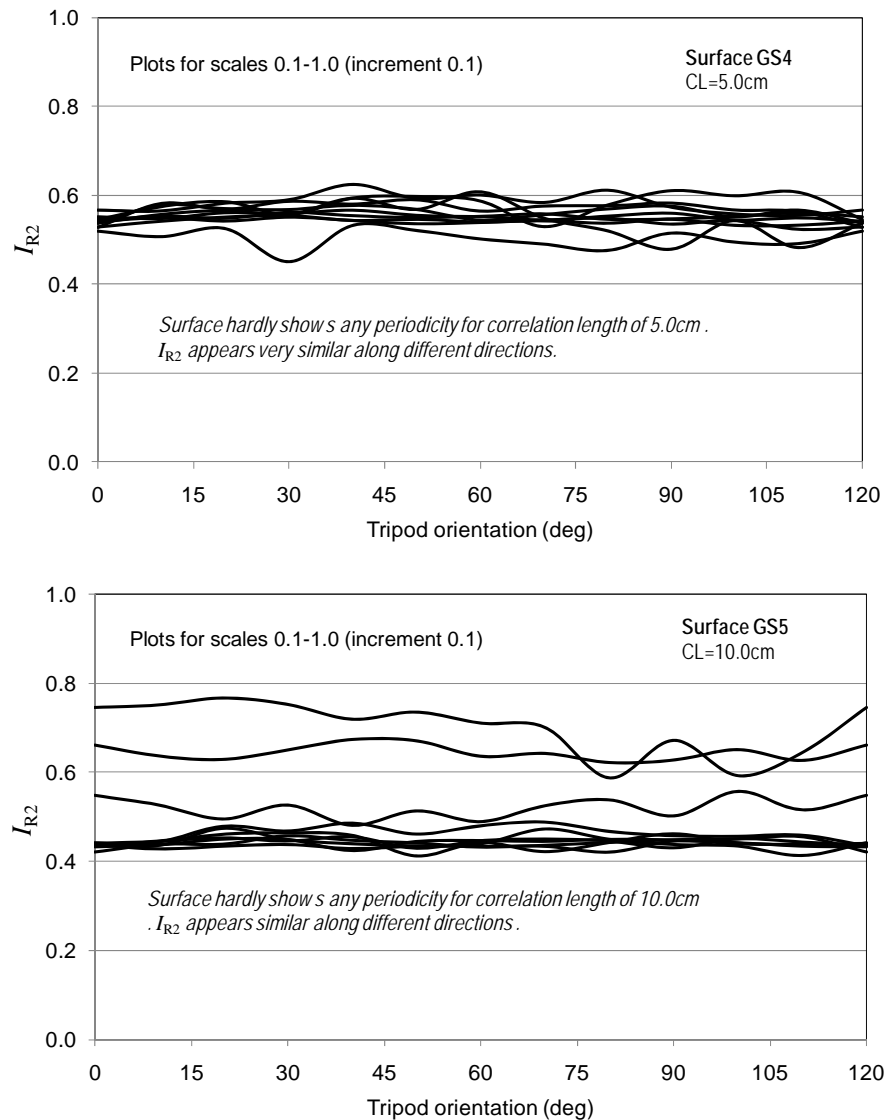 1.0
Plots for scales 0.1-1.0 (increment 0.1)
Surface GS4
CL=5.0cm
0.8
0.6
I_R2
0.4
Surface hardly show s any periodicity for correlation length of 5.0cm .
I_R2 appears very similar along different directions.
0.2
0.0
0 15 30 45 60 75 90 105 120
Tripod orientation (deg)
1.0
Plots for scales 0.1-1.0 (increment 0.1)
Surface GS5
CL=10.0cm
0.8
0.6
I_R2
0.4
Surface hardly show s any periodicity for correlation length of 10.0cm
. I_R2 appears similar along different directions .
0.2
0.0
0 15 30 45 60 75 90 105 120
Tripod orientation (deg)